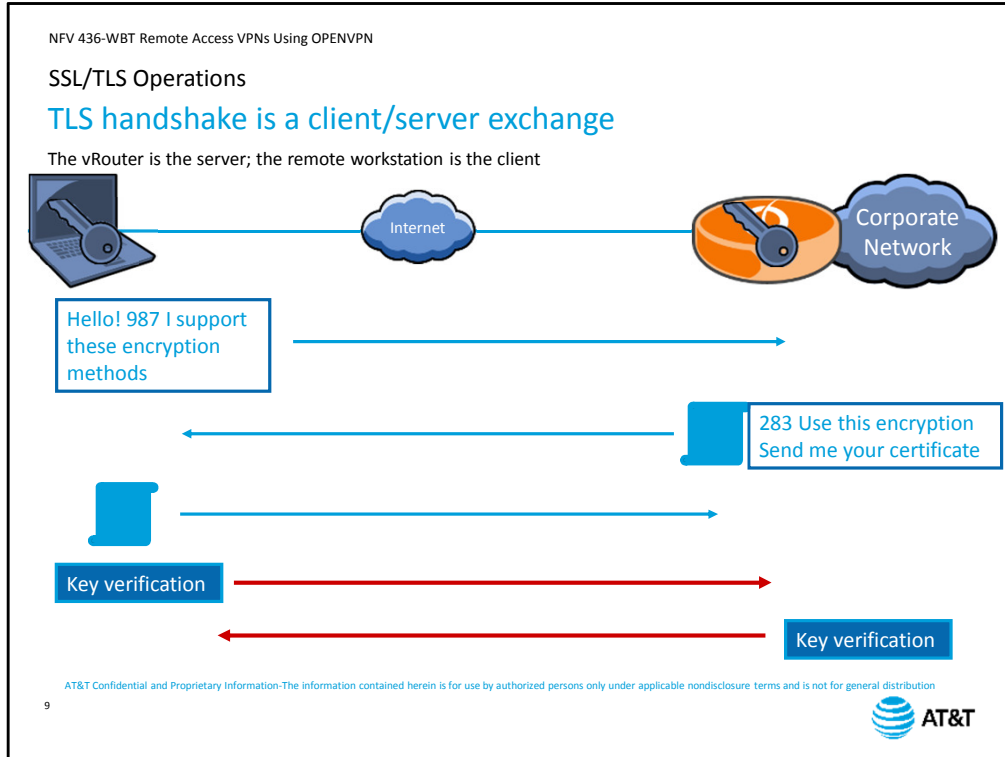 NFV 436-WBT Remote Access VPNs Using OPENVPN
SSL/TLS Operations
TLS handshake is a client/server exchange
The vRouter is the server; the remote workstation is the client
Internet
Corporate
Network
Hello! 987 I support
these encryption
methods
283 Use this encryption
Send me your certificate
Key verification
Key verification
AT&T Confidential and Proprietary Information-The information contained herein is for use by authorized persons only under applicable nondisclosure terms and is not for general distribution
9
AT&T